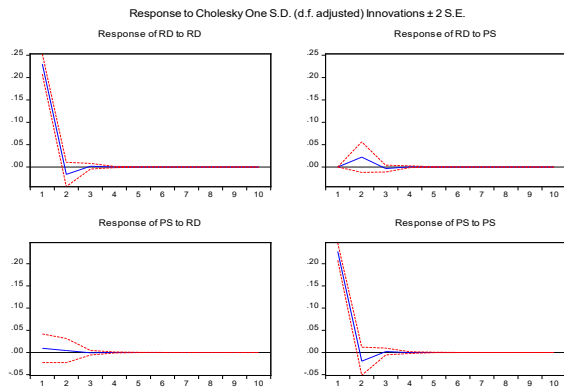 Response to Cholesky One S.D. (d.f. adjusted) Innovations ± 2 S.E.
Response of RD to RD
.25
.20
.15
.10
.05
.00
1 2 3 4 5 6 7 8 9 10
Response of RD to PS
.25
.20
.15
.10
.05
.00
1 2 3 4 5 6 7 8 9 10
Response of PS to RD
.20
.15
.10
.05
.00
-.05
1 2 3 4 5 6 7 8 9 10
Response of PS to PS
.20
.15
.10
.05
.00
-.05
1 2 3 4 5 6 7 8 9 10